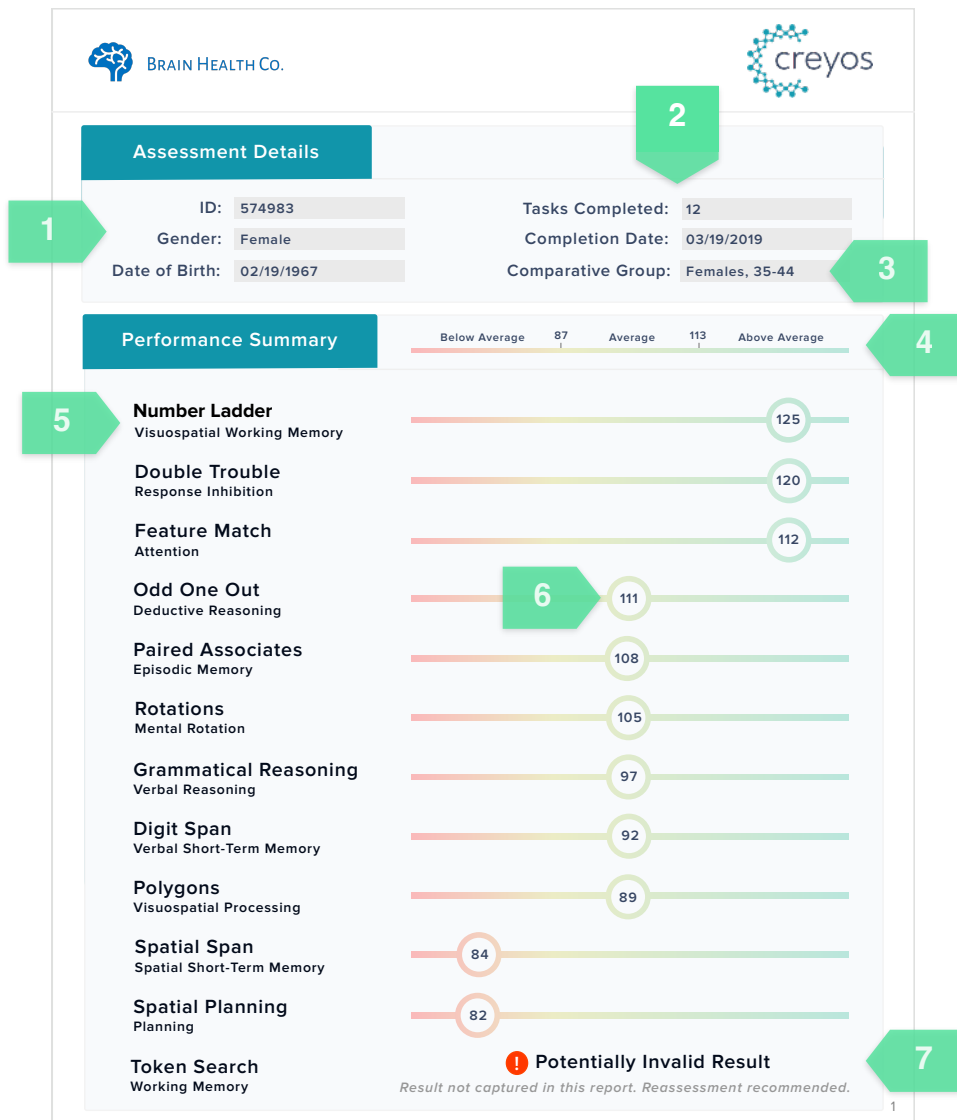 BRAIN HEALTH CO.
creyos
2
Assessment Details
1
ID: 574983
Gender: Female
Date of Birth: 02/19/1967
Tasks Completed: 12
Completion Date: 03/19/2019
Comparative Group: Females, 35-44
3
Performance Summary
Below Average 87 Average 113 Above Average
4
5
Number Ladder
Visuospatial Working Memory
125
Double Trouble
Response Inhibition
120
Feature Match
Attention
112
Odd One Out
Deductive Reasoning
6
111
Paired Associates
Episodic Memory
108
Rotations
Mental Rotation
105
Grammatical Reasoning
Verbal Reasoning
97
Digit Span
Verbal Short-Term Memory
92
Polygons
Visuospatial Processing
89
Spatial Span
Spatial Short-Term Memory
84
Spatial Planning
Planning
82
Token Search
Working Memory
! Potentially Invalid Result
Result not captured in this report. Reassessment recommended.
7
1